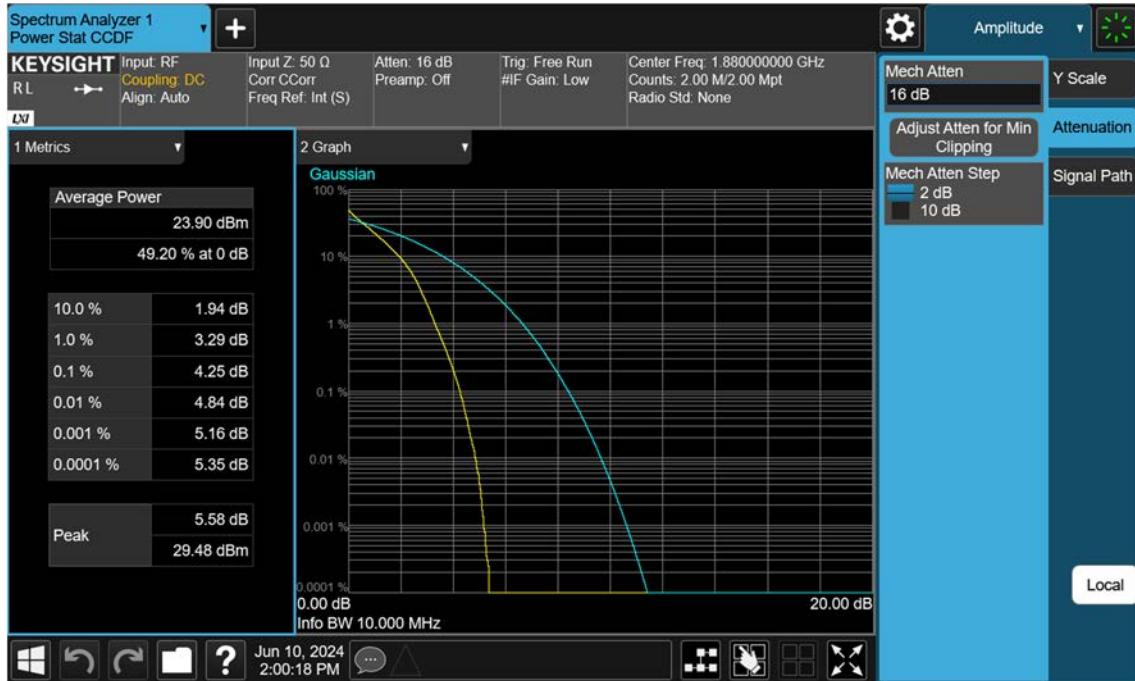 Spectrum Analyzer 1
Power Stat CCDF
Amplitude
KEYSIGHT
R L
LXI
Input: RF
Coupling: DC
Align: Auto
Input Z: 50 Ω
Corr CCorr
Freq Ref: Int (S)
Atten: 16 dB
Preamp: Off
Trig: Free Run
#IF Gain: Low
Center Freq: 1.880000000 GHz
Counts: 2.00 M/2.00 Mpt
Radio Std: None
Mech Atten
16 dB
Adjust Atten for Min
Clipping
Mech Atten Step
2 dB
10 dB
Y Scale
Attenuation
Signal Path
1 Metrics
Average Power
23.90 dBm
49.20 % at 0 dB
10.0 % 1.94 dB
1.0 % 3.29 dB
0.1 % 4.25 dB
0.01 % 4.84 dB
0.001 % 5.16 dB
0.0001 % 5.35 dB
Peak
5.58 dB
29.48 dBm
2 Graph
Gaussian
100 %
10 %
1 %
0.1 %
0.01 %
0.001 %
0.0001 %
0.00 dB 20.00 dB
Info BW 10.000 MHz
Local
?
Jun 10, 2024
2:00:18 PM